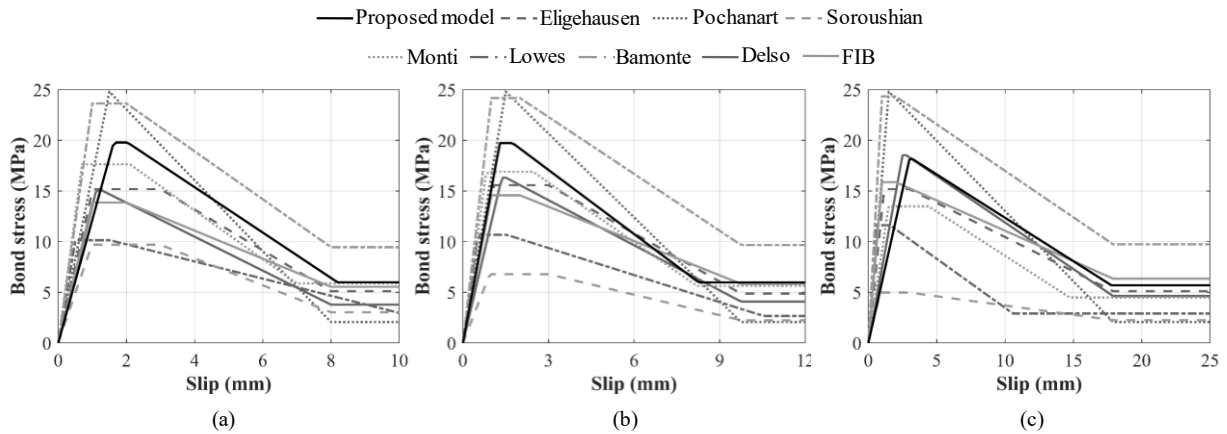 Proposed model Eligehausen Pochanart Soroushian
Monti Lowes Bamonte Delso FIB
25 25 25
20 20 20
15 15 15
10 10 10
5 5 5
0 0 0
Bond stress (MPa) Bond stress (MPa) Bond stress (MPa)
0 2 4 6 8 10 0 3 6 9 12 0 5 10 15 20 25
Slip (mm) Slip (mm) Slip (mm)
(a) (b) (c)